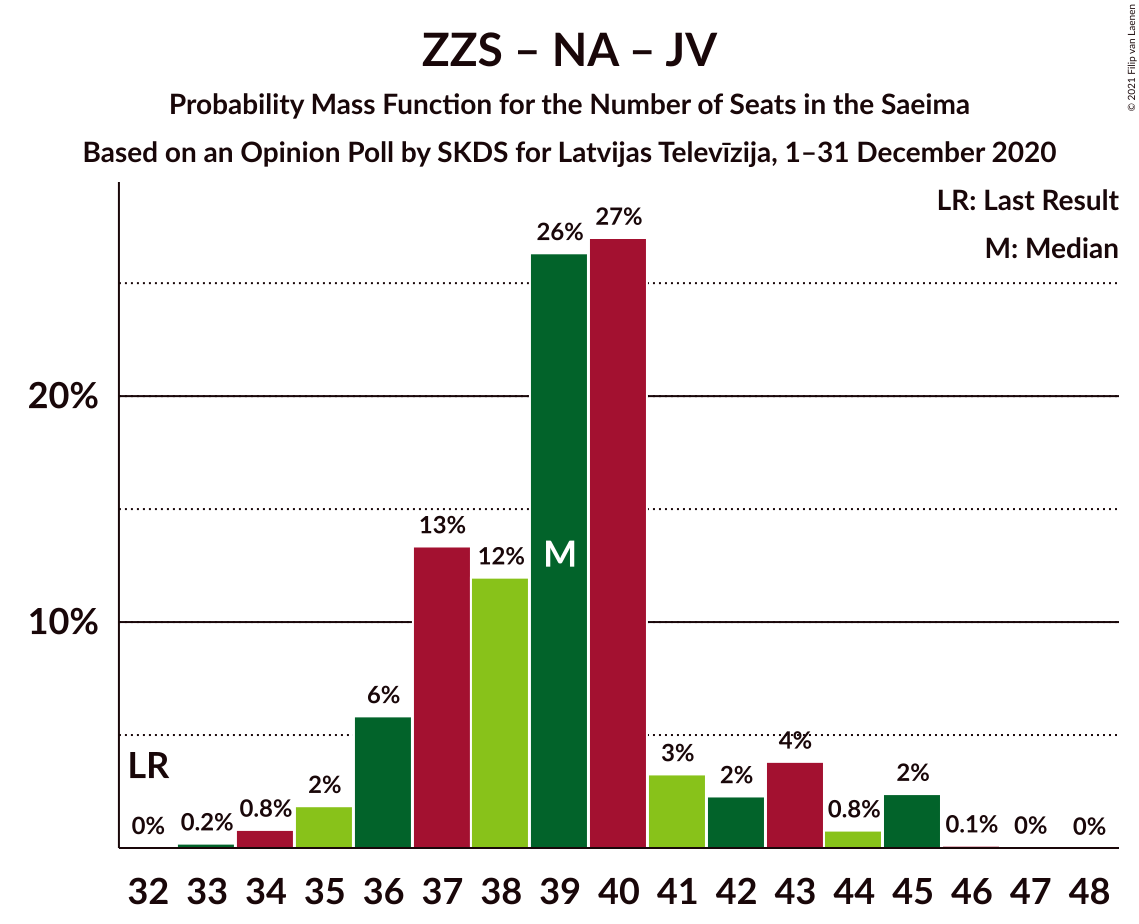 ZZS – NA – JV
Probability Mass Function for the Number of Seats in the Saeima
Based on an Opinion Poll by SKDS for Latvijas Televīzija, 1–31 December 2020
© 2021 Filip van Laenen
LR: Last Result
M: Median
20%
10%
LR
M
0%
0.2%
0.8%
2%
6%
13%
12%
26%
27%
3%
2%
4%
0.8%
2%
0.1%
0%
0%
32 33 34 35 36 37 38 39 40 41 42 43 44 45 46 47 48